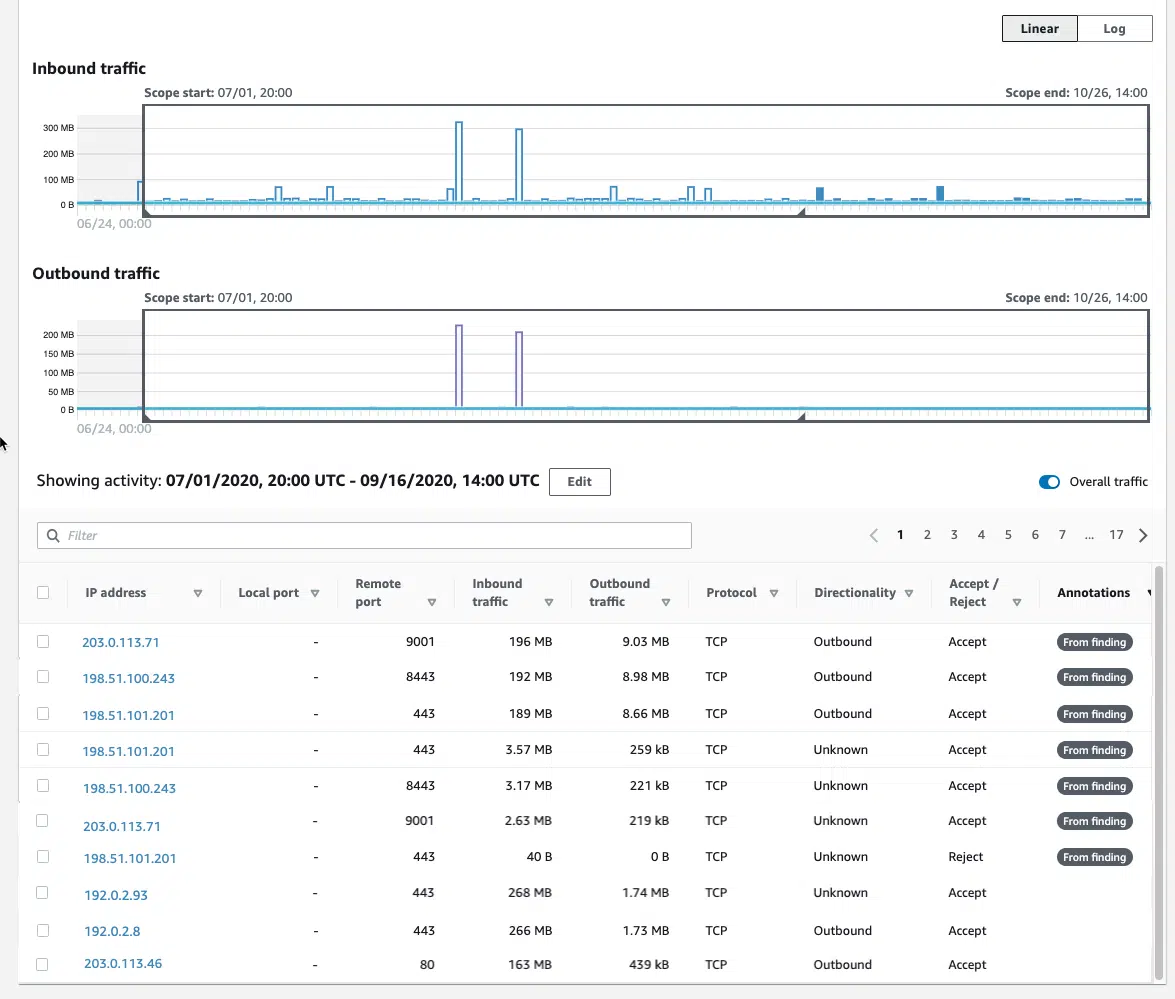 Linear Log
Inbound traffic
Scope start: 07/01, 20:00 Scope end: 10/26, 14:00
300 MB
200 MB
100 MB
0 B
06/24, 00:00
Outbound traffic
Scope start: 07/01, 20:00 Scope end: 10/26, 14:00
200 MB
150 MB
100 MB
50 MB
0 B
06/24, 00:00
Showing activity: 07/01/2020, 20:00 UTC - 09/16/2020, 14:00 UTC Edit Overall traffic
Filter 1 2 3 4 5 6 7 ... 17
IP address Local port Remote port Inbound traffic Outbound traffic Protocol Directionality Accept / Reject Annotations
203.0.113.71 - 9001 196 MB 9.03 MB TCP Outbound Accept From finding
198.51.100.243 - 8443 192 MB 8.98 MB TCP Outbound Accept From finding
198.51.101.201 - 443 189 MB 8.66 MB TCP Outbound Accept From finding
198.51.101.201 - 443 3.57 MB 259 kB TCP Unknown Accept From finding
198.51.100.243 - 8443 3.17 MB 221 kB TCP Unknown Accept From finding
203.0.113.71 - 9001 2.63 MB 219 kB TCP Unknown Accept From finding
198.51.101.201 - 443 40 B 0 B TCP Unknown Reject From finding
192.0.2.93 - 443 268 MB 1.74 MB TCP Unknown Accept
192.0.2.8 - 443 266 MB 1.73 MB TCP Outbound Accept
203.0.113.46 - 80 163 MB 439 kB TCP Outbound Accept